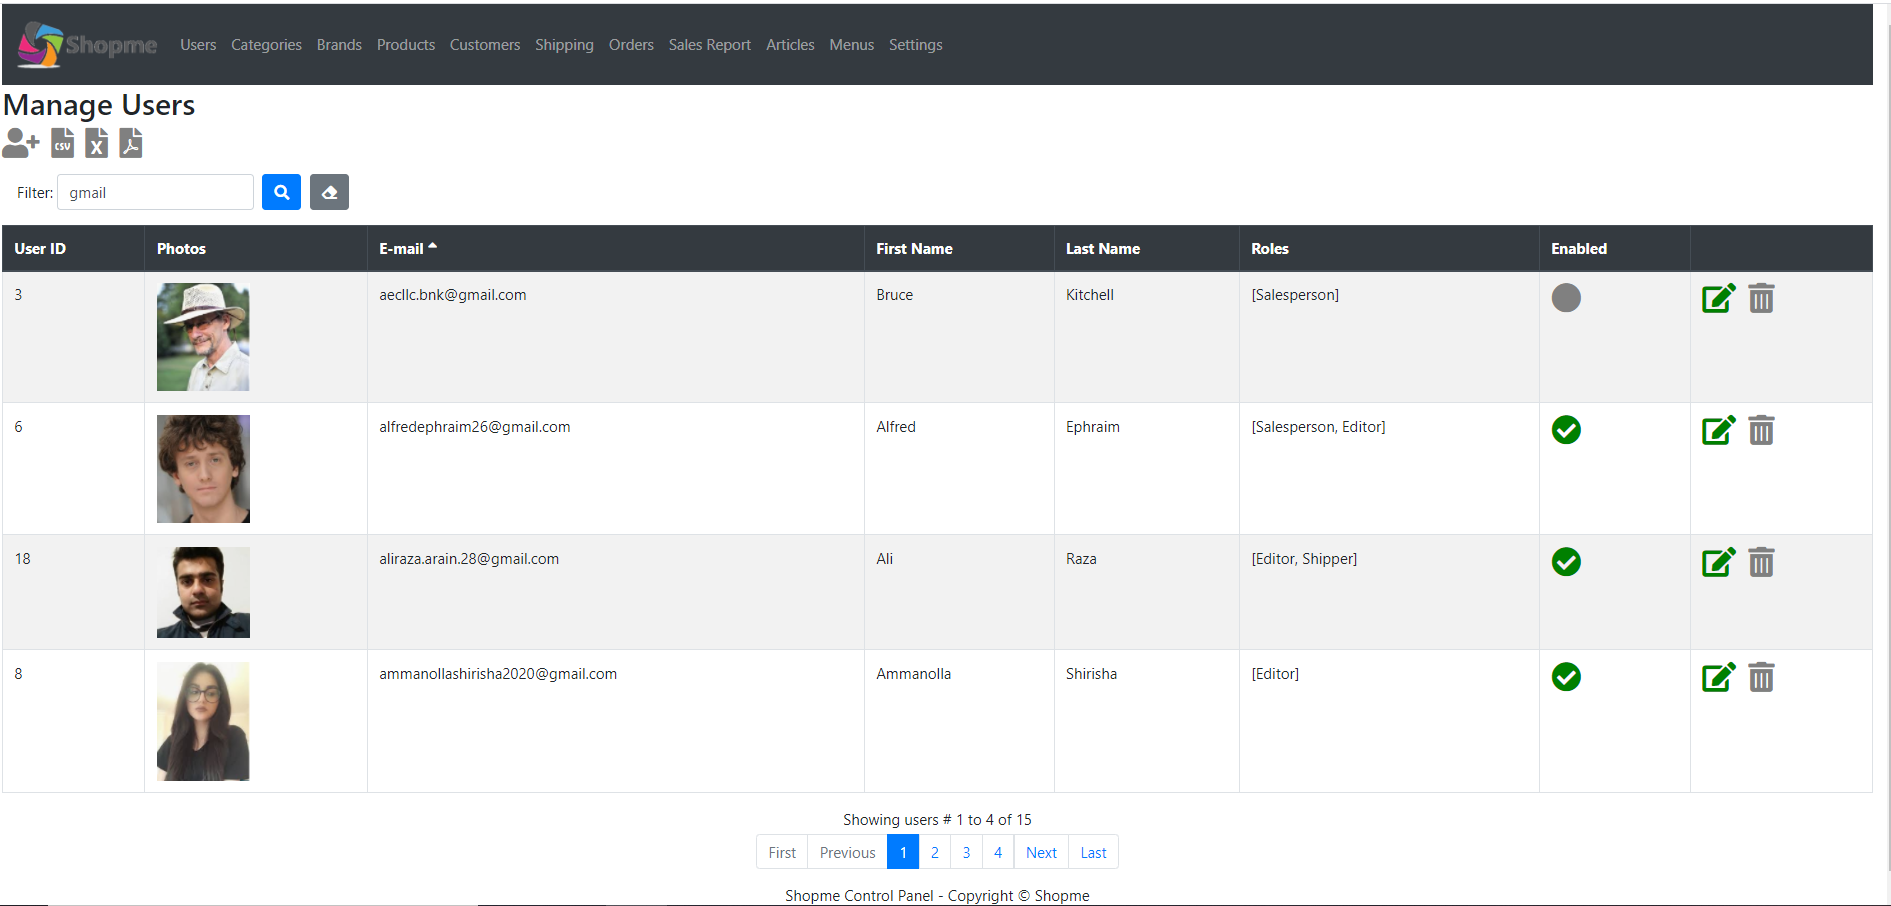 Shopme Users Categories Brands Products Customers Shipping Orders Sales Report Articles Menus Settings
Manage Users
CSV X
Filter: gmail
User ID Photos E-mail First Name Last Name Roles Enabled
3 aecllc.bnk@gmail.com Bruce Kitchell [Salesperson]
6 alfredephraim26@gmail.com Alfred Ephraim [Salesperson, Editor]
18 aliraza.arain.28@gmail.com Ali Raza [Editor, Shipper]
8 ammanollashirisha2020@gmail.com Ammanolla Shirisha [Editor]
Showing users # 1 to 4 of 15
First Previous 1 2 3 4 Next Last
Shopme Control Panel - Copyright © Shopme